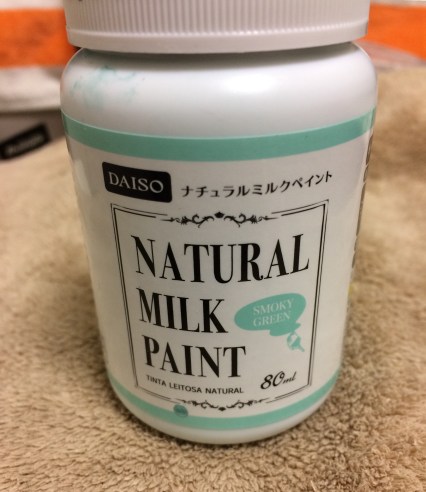 DAISO
ナチュラルミルクペイント
NATURAL
MILK
PAINT
SMOKY
GREEN
TINTA LEITOSA NATURAL
80ml